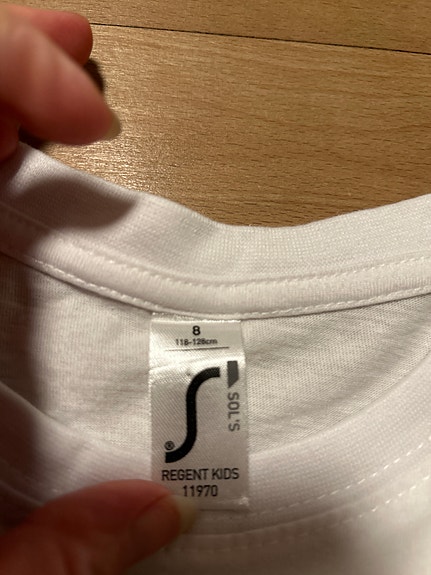 8
118-128cm
SOL'S
®
REGENT KIDS
11970